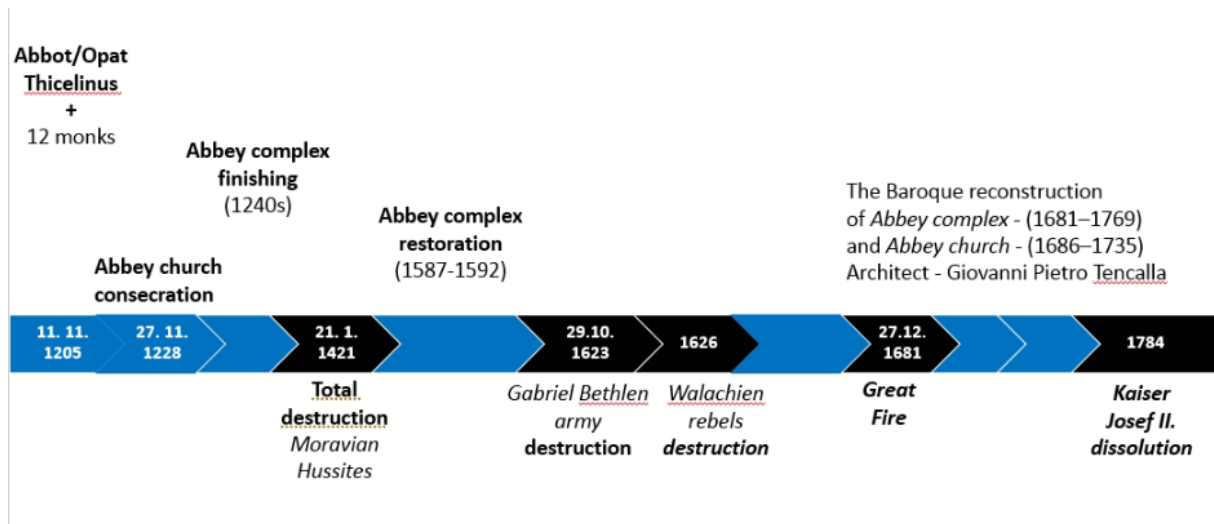 Abbot/Opat
Thicelinus
+
12 monks
Abbey complex
finishing
(1240s)
Abbey complex
restoration
(1587-1592)
The Baroque reconstruction
of Abbey complex - (1681–1769)
and Abbey church - (1686–1735)
Architect - Giovanni Pietro Tencalla
Abbey church
consecration
11. 11.
1205
27. 11.
1228
21. 1.
1421
29.10.
1623
1626
27.12.
1681
1784
Total
destruction
Moravian
Hussites
Gabriel Bethlen
army
destruction
Walachien
rebels
destruction
Great
Fire
Kaiser
Josef II.
dissolution